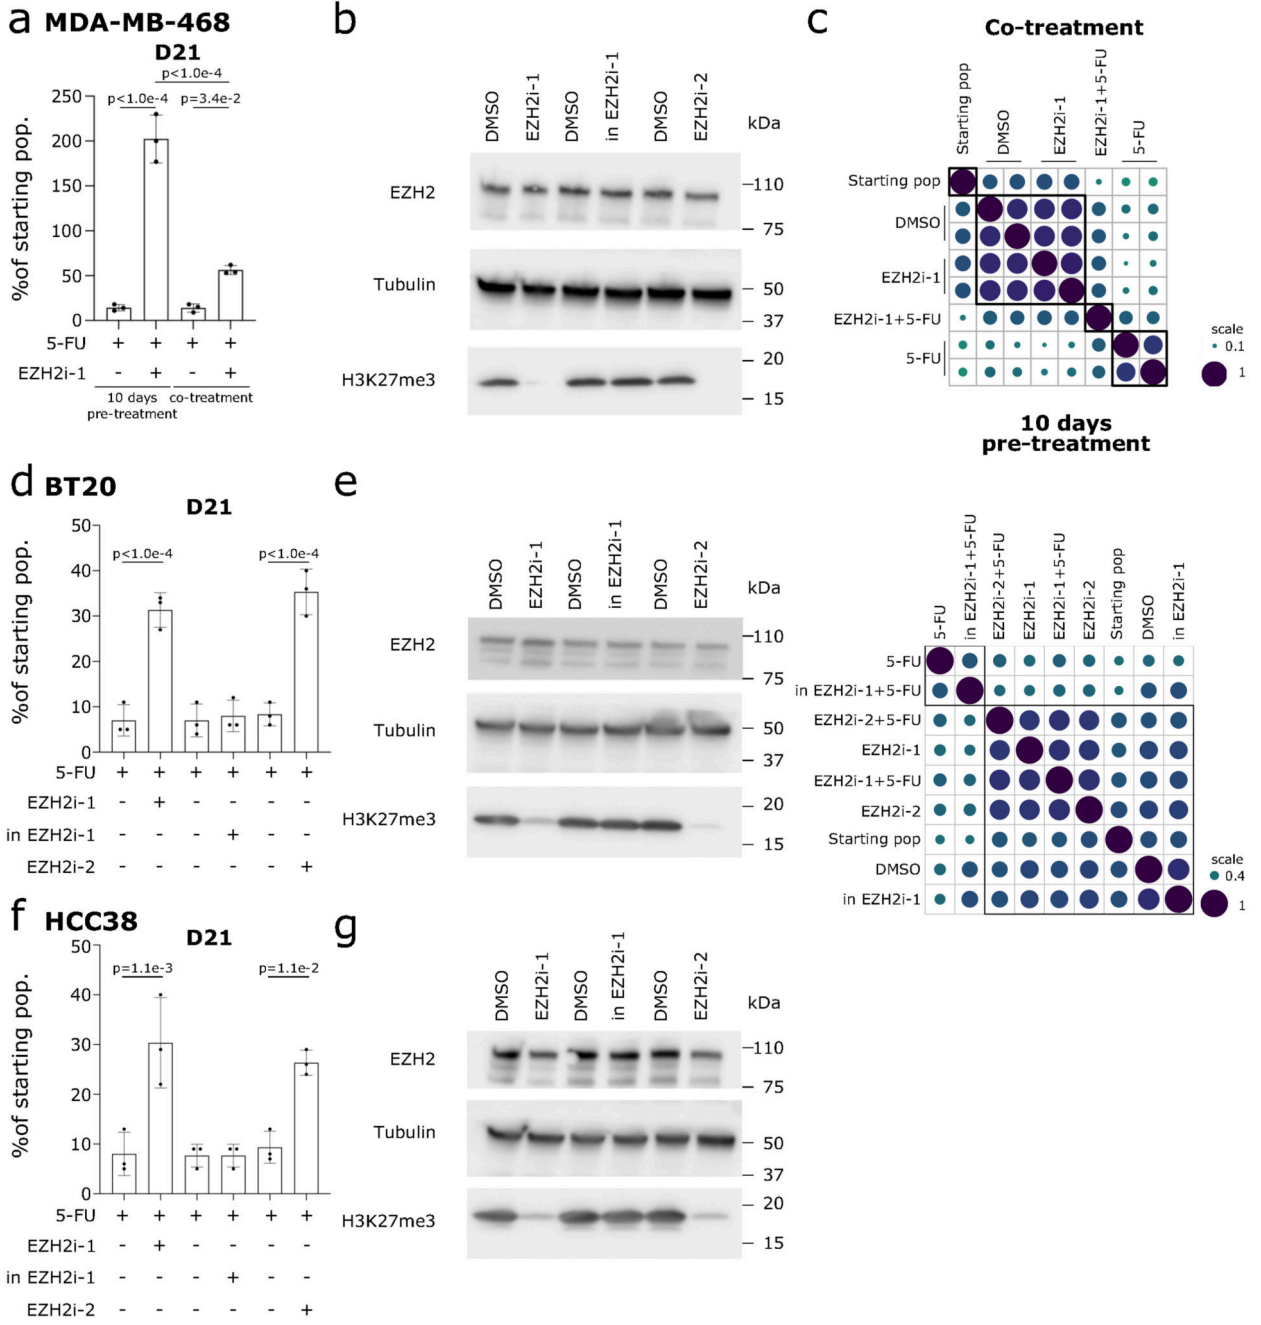 a MDA-MB-468
D21
p<1.0e-4
p<1.0e-4 p=3.4e-2
%of starting pop.
250
200
150
100
50
0
5-FU + + + +
EZH2i-1 - + - +
10 days pre-treatment
co-treatment
b
DMSO
EZH2i-1
DMSO
in EZH2i-1
DMSO
EZH2i-2
kDa
EZH2
110
75
Tubulin
50
37
H3K27me3
20
15
c
Co-treatment
Starting pop
DMSO
EZH2i-1
EZH2i-1+5-FU
5-FU
Starting pop
DMSO
EZH2i-1
EZH2i-1+5-FU
5-FU
scale
0.1
1
10 days
pre-treatment
5-FU
in EZH2i-1+5-FU
EZH2i-2+5-FU
EZH2i-1
EZH2i-1+5-FU
EZH2i-2
Starting pop
DMSO
in EZH2i-1
5-FU
in EZH2i-1+5-FU
EZH2i-2+5-FU
EZH2i-1
EZH2i-1+5-FU
EZH2i-2
Starting pop
DMSO
in EZH2i-1
scale
0.4
1
d BT20
D21
p<1.0e-4 p<1.0e-4
%of starting pop.
50
40
30
20
10
0
5-FU + + + + + +
EZH2i-1 - + - - - -
in EZH2i-1 - - - + - -
EZH2i-2 - - - - - +
e
DMSO
EZH2i-1
DMSO
in EZH2i-1
DMSO
EZH2i-2
kDa
EZH2
110
75
Tubulin
50
37
H3K27me3
20
15
f HCC38
D21
p=1.1e-3 p=1.1e-2
%of starting pop.
50
40
30
20
10
0
5-FU + + + + + +
EZH2i-1 - + - - - -
in EZH2i-1 - - - + - -
EZH2i-2 - - - - - +
g
DMSO
EZH2i-1
DMSO
in EZH2i-1
DMSO
EZH2i-2
kDa
EZH2
110
75
Tubulin
50
37
H3K27me3
20
15